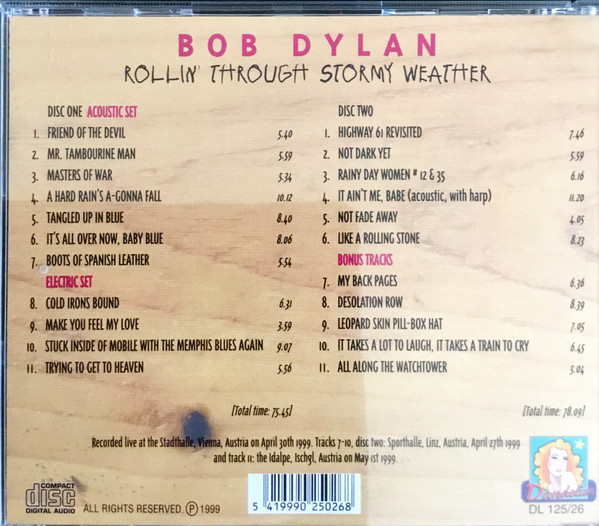 BOB DYLAN
ROLLIN' THROUGH STORMY WEATHER
DISC ONE ACOUSTIC SET
1. FRIEND OF THE DEVIL 5.40
2. MR. TAMBOURINE MAN 5.59
3. MASTERS OF WAR 5.34
4. A HARD RAIN'S A-GONNA FALL 10.12
5. TANGLED UP IN BLUE 8.40
6. IT'S ALL OVER NOW, BABY BLUE 8.06
7. BOOTS OF SPANISH LEATHER 5.54
ELECTRIC SET
8. COLD IRONS BOUND 6.31
9. MAKE YOU FEEL MY LOVE 3.59
10. STUCK INSIDE OF MOBILE WITH THE MEMPHIS BLUES AGAIN 9.07
11. TRYING TO GET TO HEAVEN 5.56
[Total time: 75.45]
DISC TWO
1. HIGHWAY 61 REVISITED 7.46
2. NOT DARK YET 5.59
3. RAINY DAY WOMEN # 12 & 35 6.16
4. IT AIN'T ME, BABE (acoustic, with harp) 11.20
5. NOT FADE AWAY 4.05
6. LIKE A ROLLING STONE 8.23
BONUS TRACKS
7. MY BACK PAGES 6.36
8. DESOLATION ROW 8.39
9. LEOPARD SKIN PILL-BOX HAT 7.05
10. IT TAKES A LOT TO LAUGH, IT TAKES A TRAIN TO CRY 6.45
11. ALL ALONG THE WATCHTOWER 5.04
[Total time: 78.09]
Recorded live at the Stadthalle, Vienna, Austria on April 30th 1999. Tracks 7-10, disc two: Sporthalle, Linz, Austria, April 27th 1999
and track 11: the Idalpe, Ischgl, Austria on May 1st 1999.
COMPACT
disc
DIGITAL AUDIO
ALL RIGHTS RESERVED. ℗ 1999
5 419990 250268
Dandelion
DL 125/26